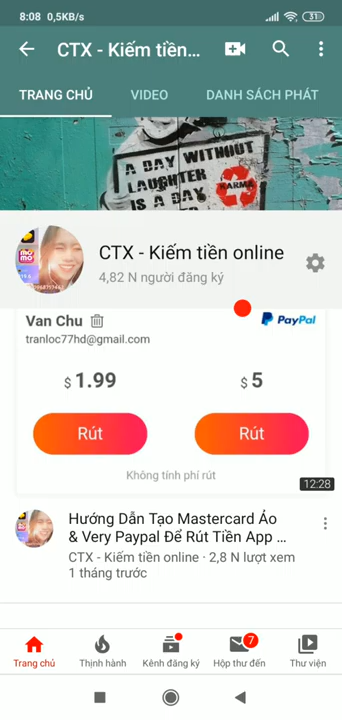 8:08 0,5KB/s 31
CTX - Kiếm tiền...
TRANG CHỦ VIDEO DANH SÁCH PHÁT
A DAY WITHOUT
LAUGHTER
IS A DAY
KARMA
mo
mo
CTX - Kiếm tiền online
4,82 N người đăng ký
Van Chu PayPal
tranloc77hd@gmail.com
$ 1.99 $ 5
Rút Rút
Không tính phí rút
12:28
Hướng Dẫn Tạo Mastercard Ảo
& Very Paypal Để Rút Tiền App ...
CTX - Kiếm tiền online · 2,8 N lượt xem
1 tháng trước
7
Trang chủ Thịnh hành Kênh đăng ký Hộp thư đến Thư viện